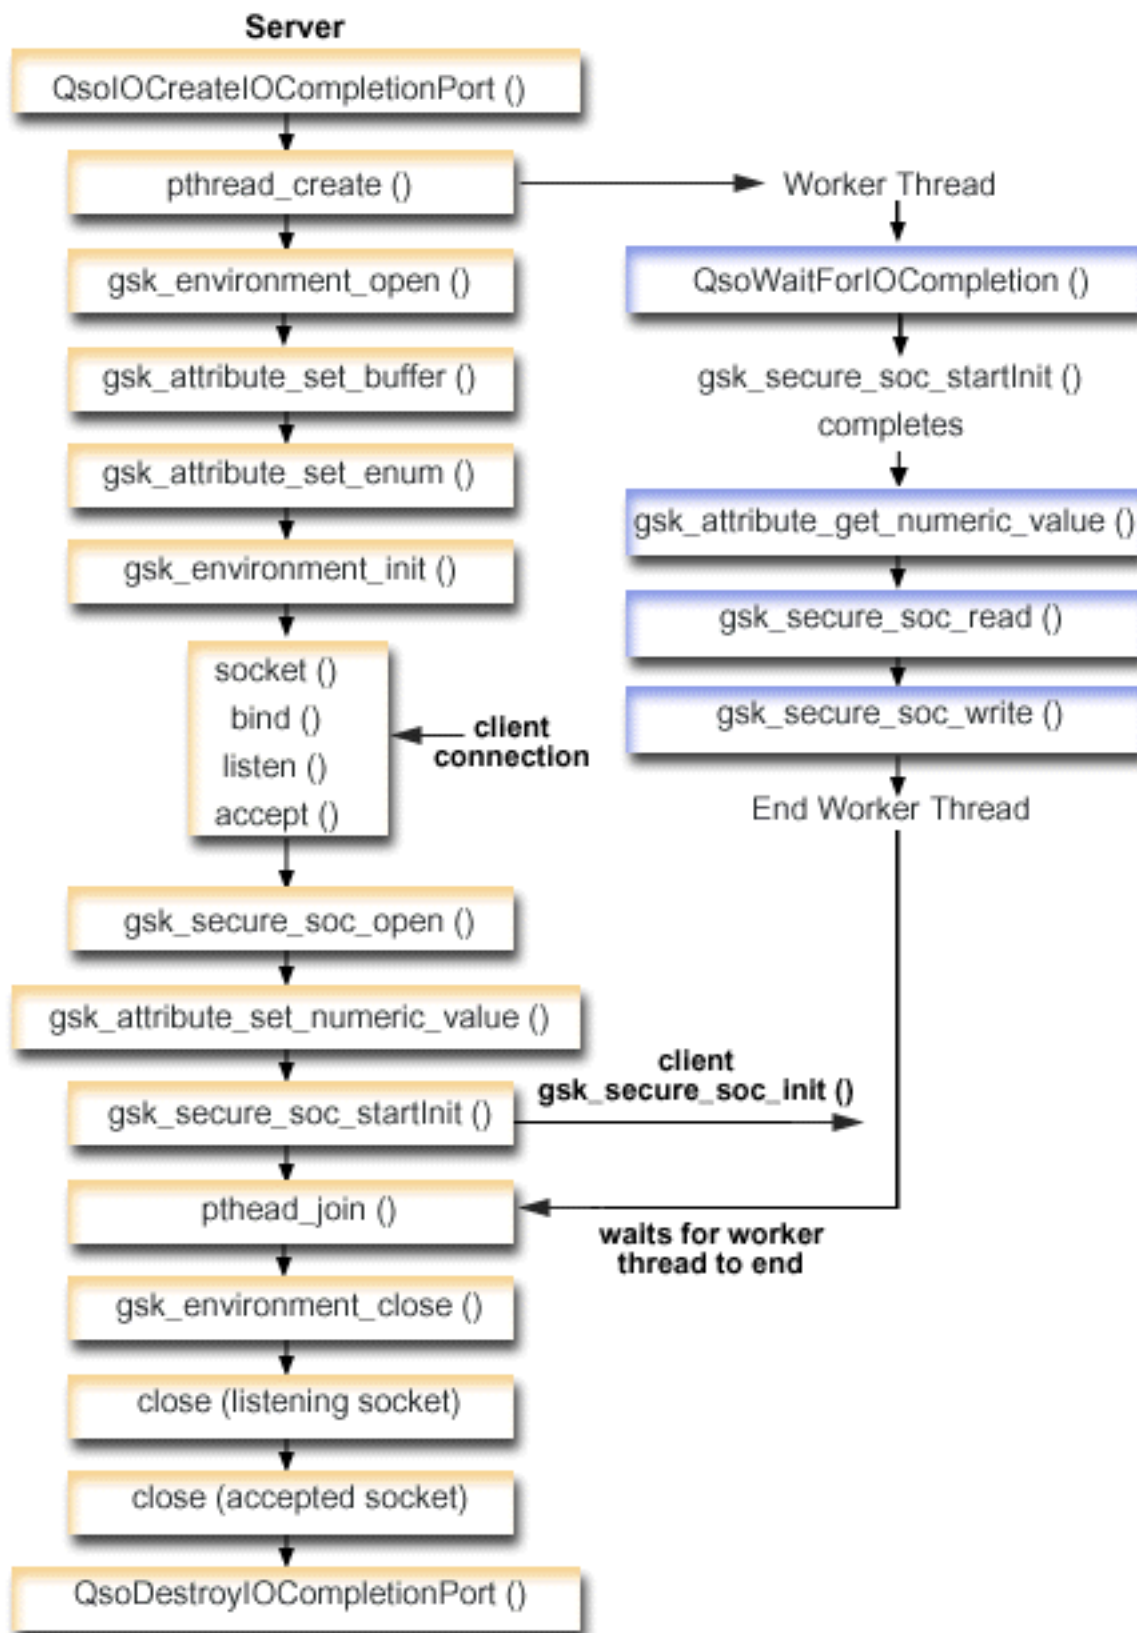 Server
QsoIOCreateIOCompletionPort ()
pthread_create ()
gsk_environment_open ()
gsk_attribute_set_buffer ()
gsk_attribute_set_enum ()
gsk_environment_init ()
socket ()
bind ()
listen ()
accept ()
client
connection
gsk_secure_soc_open ()
gsk_attribute_set_numeric_value ()
gsk_secure_soc_startInit ()
client
gsk_secure_soc_init ()
pthead_join ()
waits for worker
thread to end
gsk_environment_close ()
close (listening socket)
close (accepted socket)
QsoDestroyIOCompletionPort ()
Worker Thread
QsoWaitForIOCompletion ()
gsk_secure_soc_startInit ()
completes
gsk_attribute_get_numeric_value ()
gsk_secure_soc_read ()
gsk_secure_soc_write ()
End Worker Thread